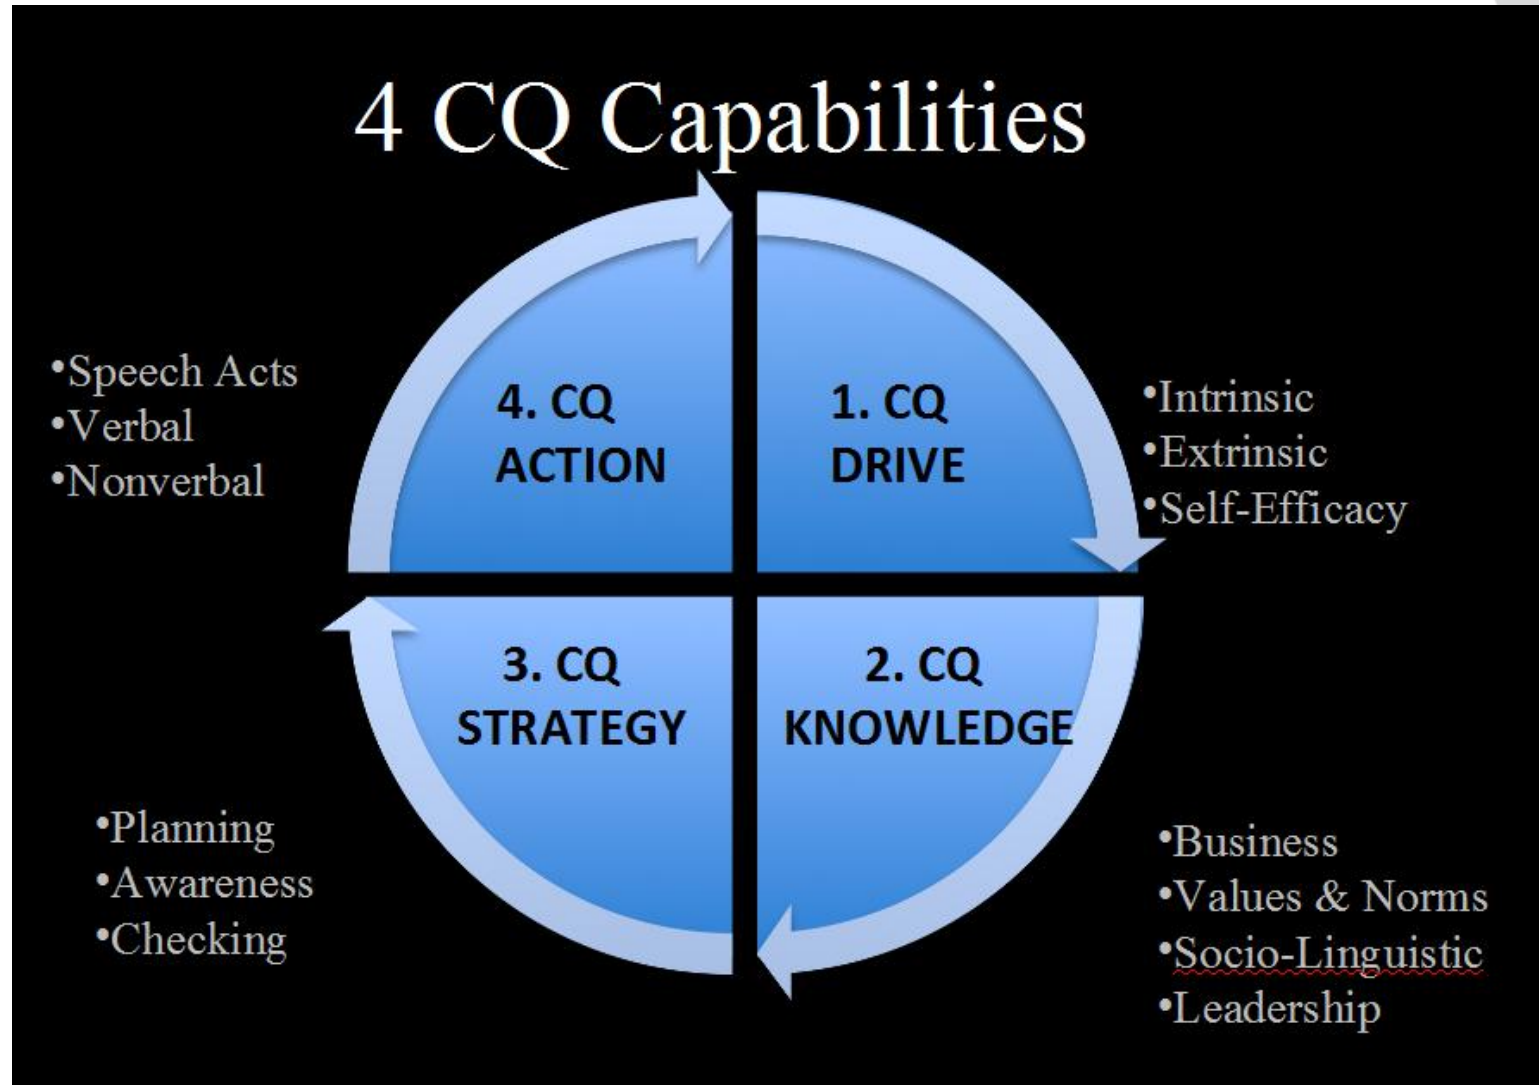 4 CQ Capabilities
•Speech Acts
•Verbal
•Nonverbal
4. CQ
ACTION
1. CQ
DRIVE
•Intrinsic
•Extrinsic
•Self-Efficacy
3. CQ
STRATEGY
2. CQ
KNOWLEDGE
•Planning
•Awareness
•Checking
•Business
•Values & Norms
•Socio-Linguistic
•Leadership